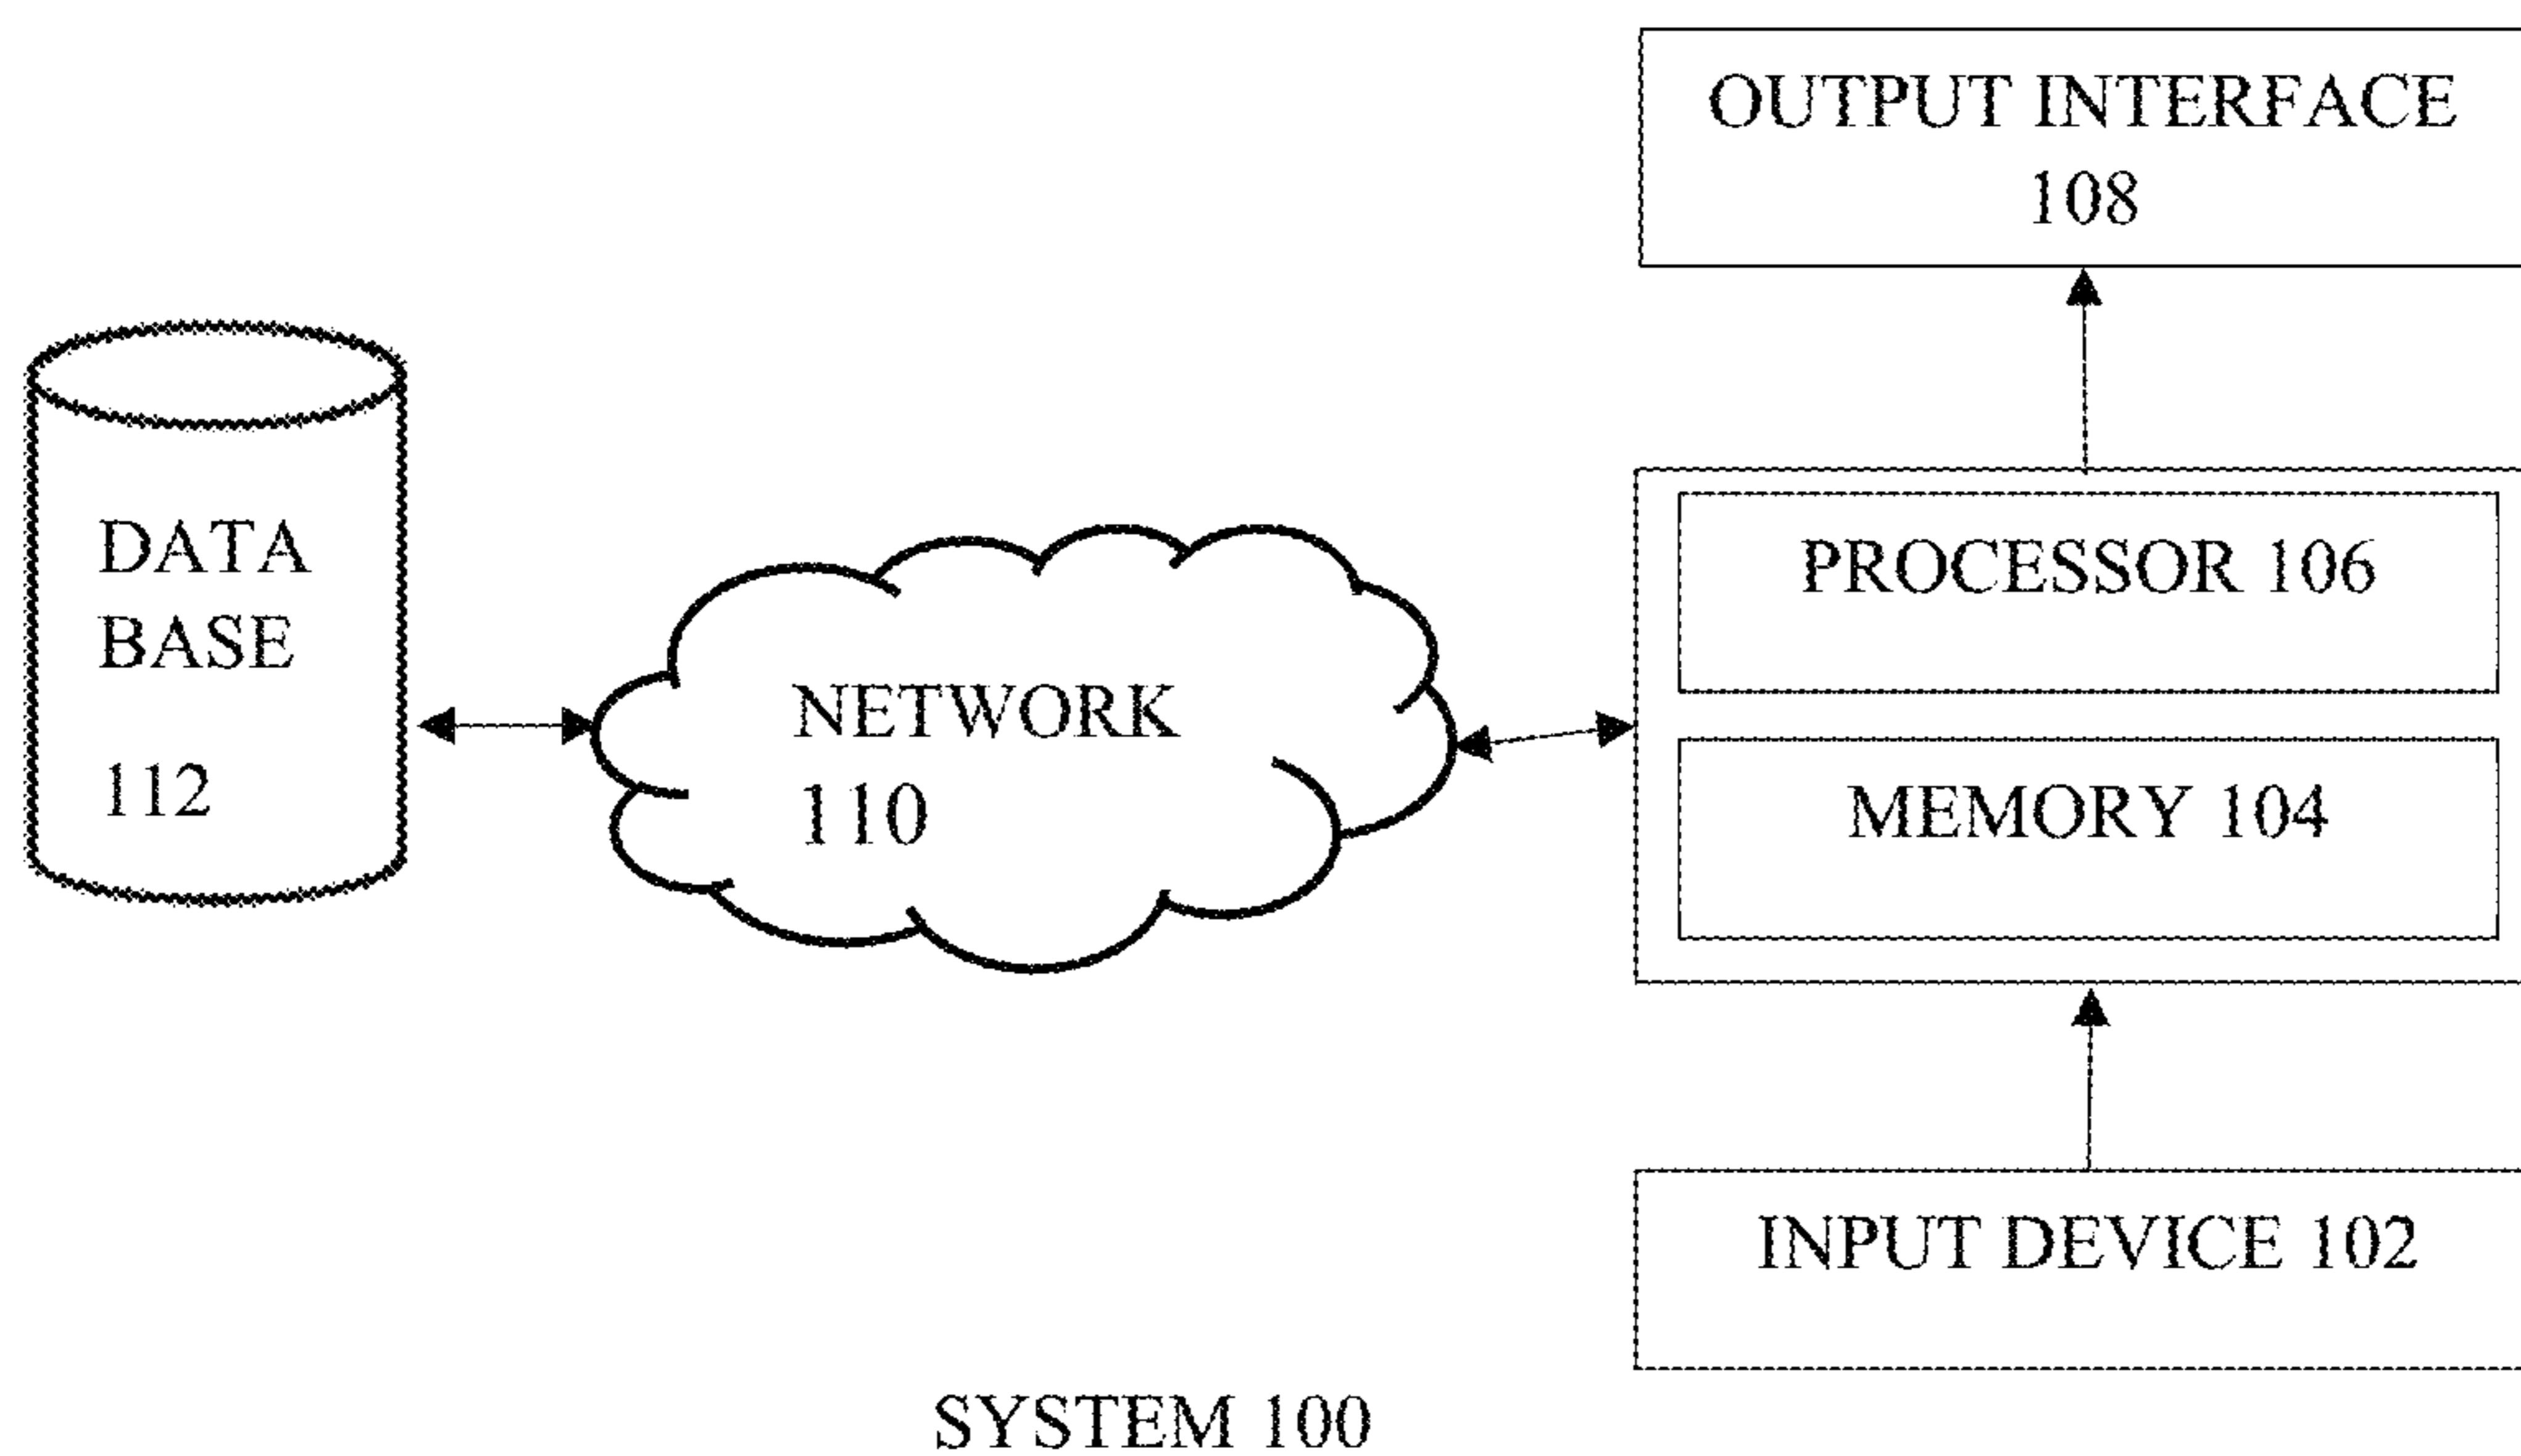 OUTPUT INTERFACE
108
DATA
BASE
112
NETWORK
110
PROCESSOR 106
MEMORY 104
INPUT DEVICE 102
SYSTEM 100